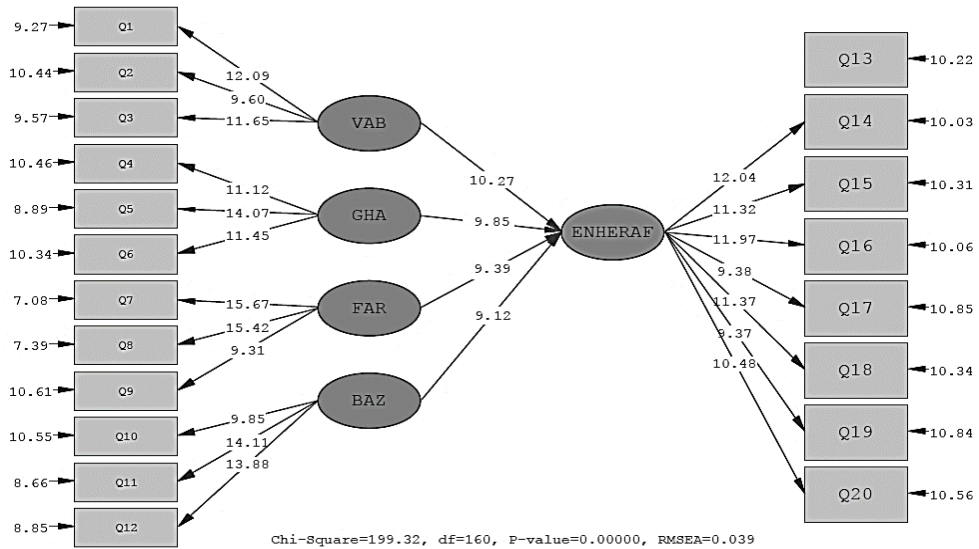 9.27 Q1
10.44 Q2
9.57 Q3
10.46 Q4
8.89 Q5
10.34 Q6
7.08 Q7
7.39 Q8
10.61 Q9
10.55 Q10
8.66 Q11
8.85 Q12
12.09
9.60
11.65
11.12
14.07
11.45
15.67
15.42
9.31
9.85
14.11
13.88
VAB
GHA
FAR
BAZ
10.27
9.85
9.39
9.12
ENHERAF
12.04
11.32
11.97
9.38
11.37
9.37
10.48
Q13 10.22
Q14 10.03
Q15 10.31
Q16 10.06
Q17 10.85
Q18 10.34
Q19 10.84
Q20 10.56
Chi-Square=199.32, df=160, P-value=0.00000, RMSEA=0.039